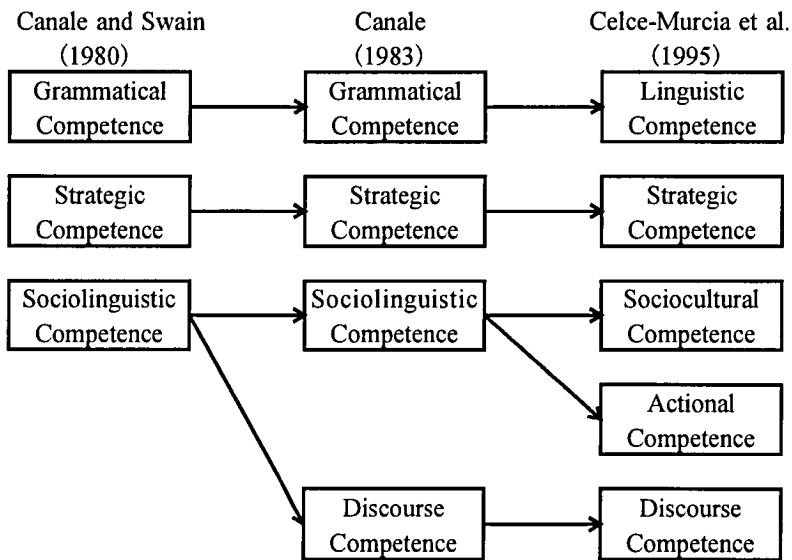 Canale and Swain
(1980)
Canale
(1983)
Celce-Murcia et al.
(1995)
Grammatical
Competence
Grammatical
Competence
Linguistic
Competence
Strategic
Competence
Strategic
Competence
Strategic
Competence
Sociolinguistic
Competence
Sociolinguistic
Competence
Sociocultural
Competence
Actional
Competence
Discourse
Competence
Discourse
Competence